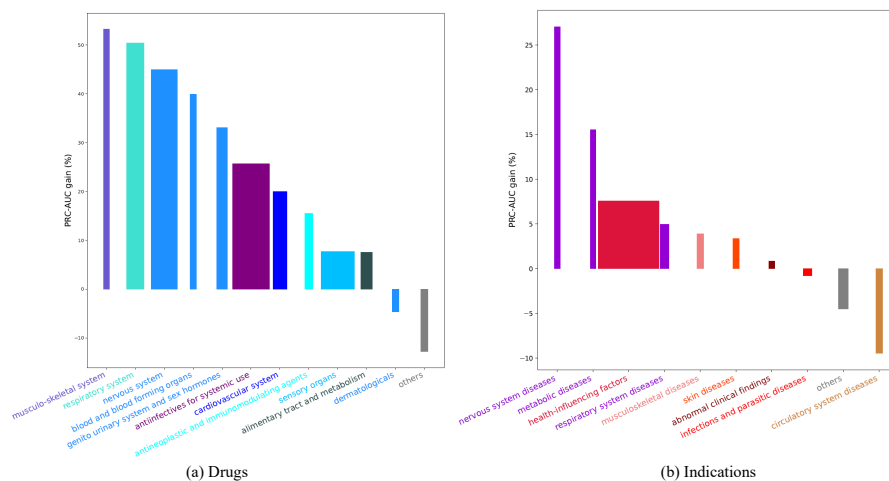 PRC-AUC gain (%)
50
40
30
20
10
0
−10
musculo-skeletal system
respiratory system
nervous system
blood and blood forming organs
genito urinary system and sex hormones
antiinfectives for systemic use
cardiovascular system
antineoplastic and immunomodulating agents
sensory organs
alimentary tract and metabolism
dermatologicals
others
(a) Drugs
PRC-AUC gain (%)
25
20
15
10
5
0
−5
−10
nervous system diseases
metabolic diseases
health-influencing factors
respiratory system diseases
musculoskeletal diseases
skin diseases
abnormal clinical findings
infections and parasitic diseases
others
circulatory system diseases
(b) Indications